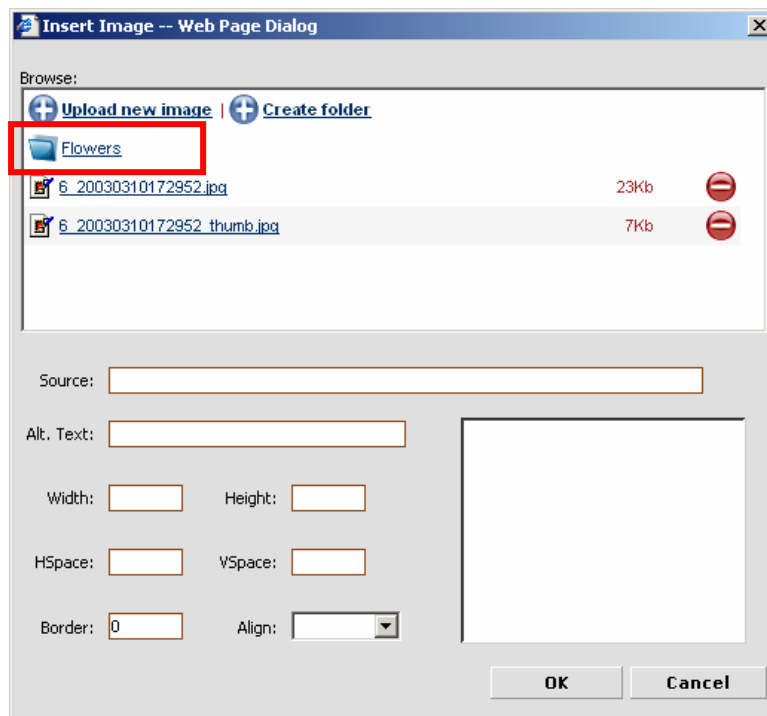 Insert Image -- Web Page Dialog
Browse:
Upload new image | Create folder
Flowers
6_20030310172952.jpg 23Kb
6_20030310172952_thumb.jpg 7Kb
Source:
Alt. Text:
Width: Height:
HSpace: VSpace:
Border: 0 Align:
OK Cancel